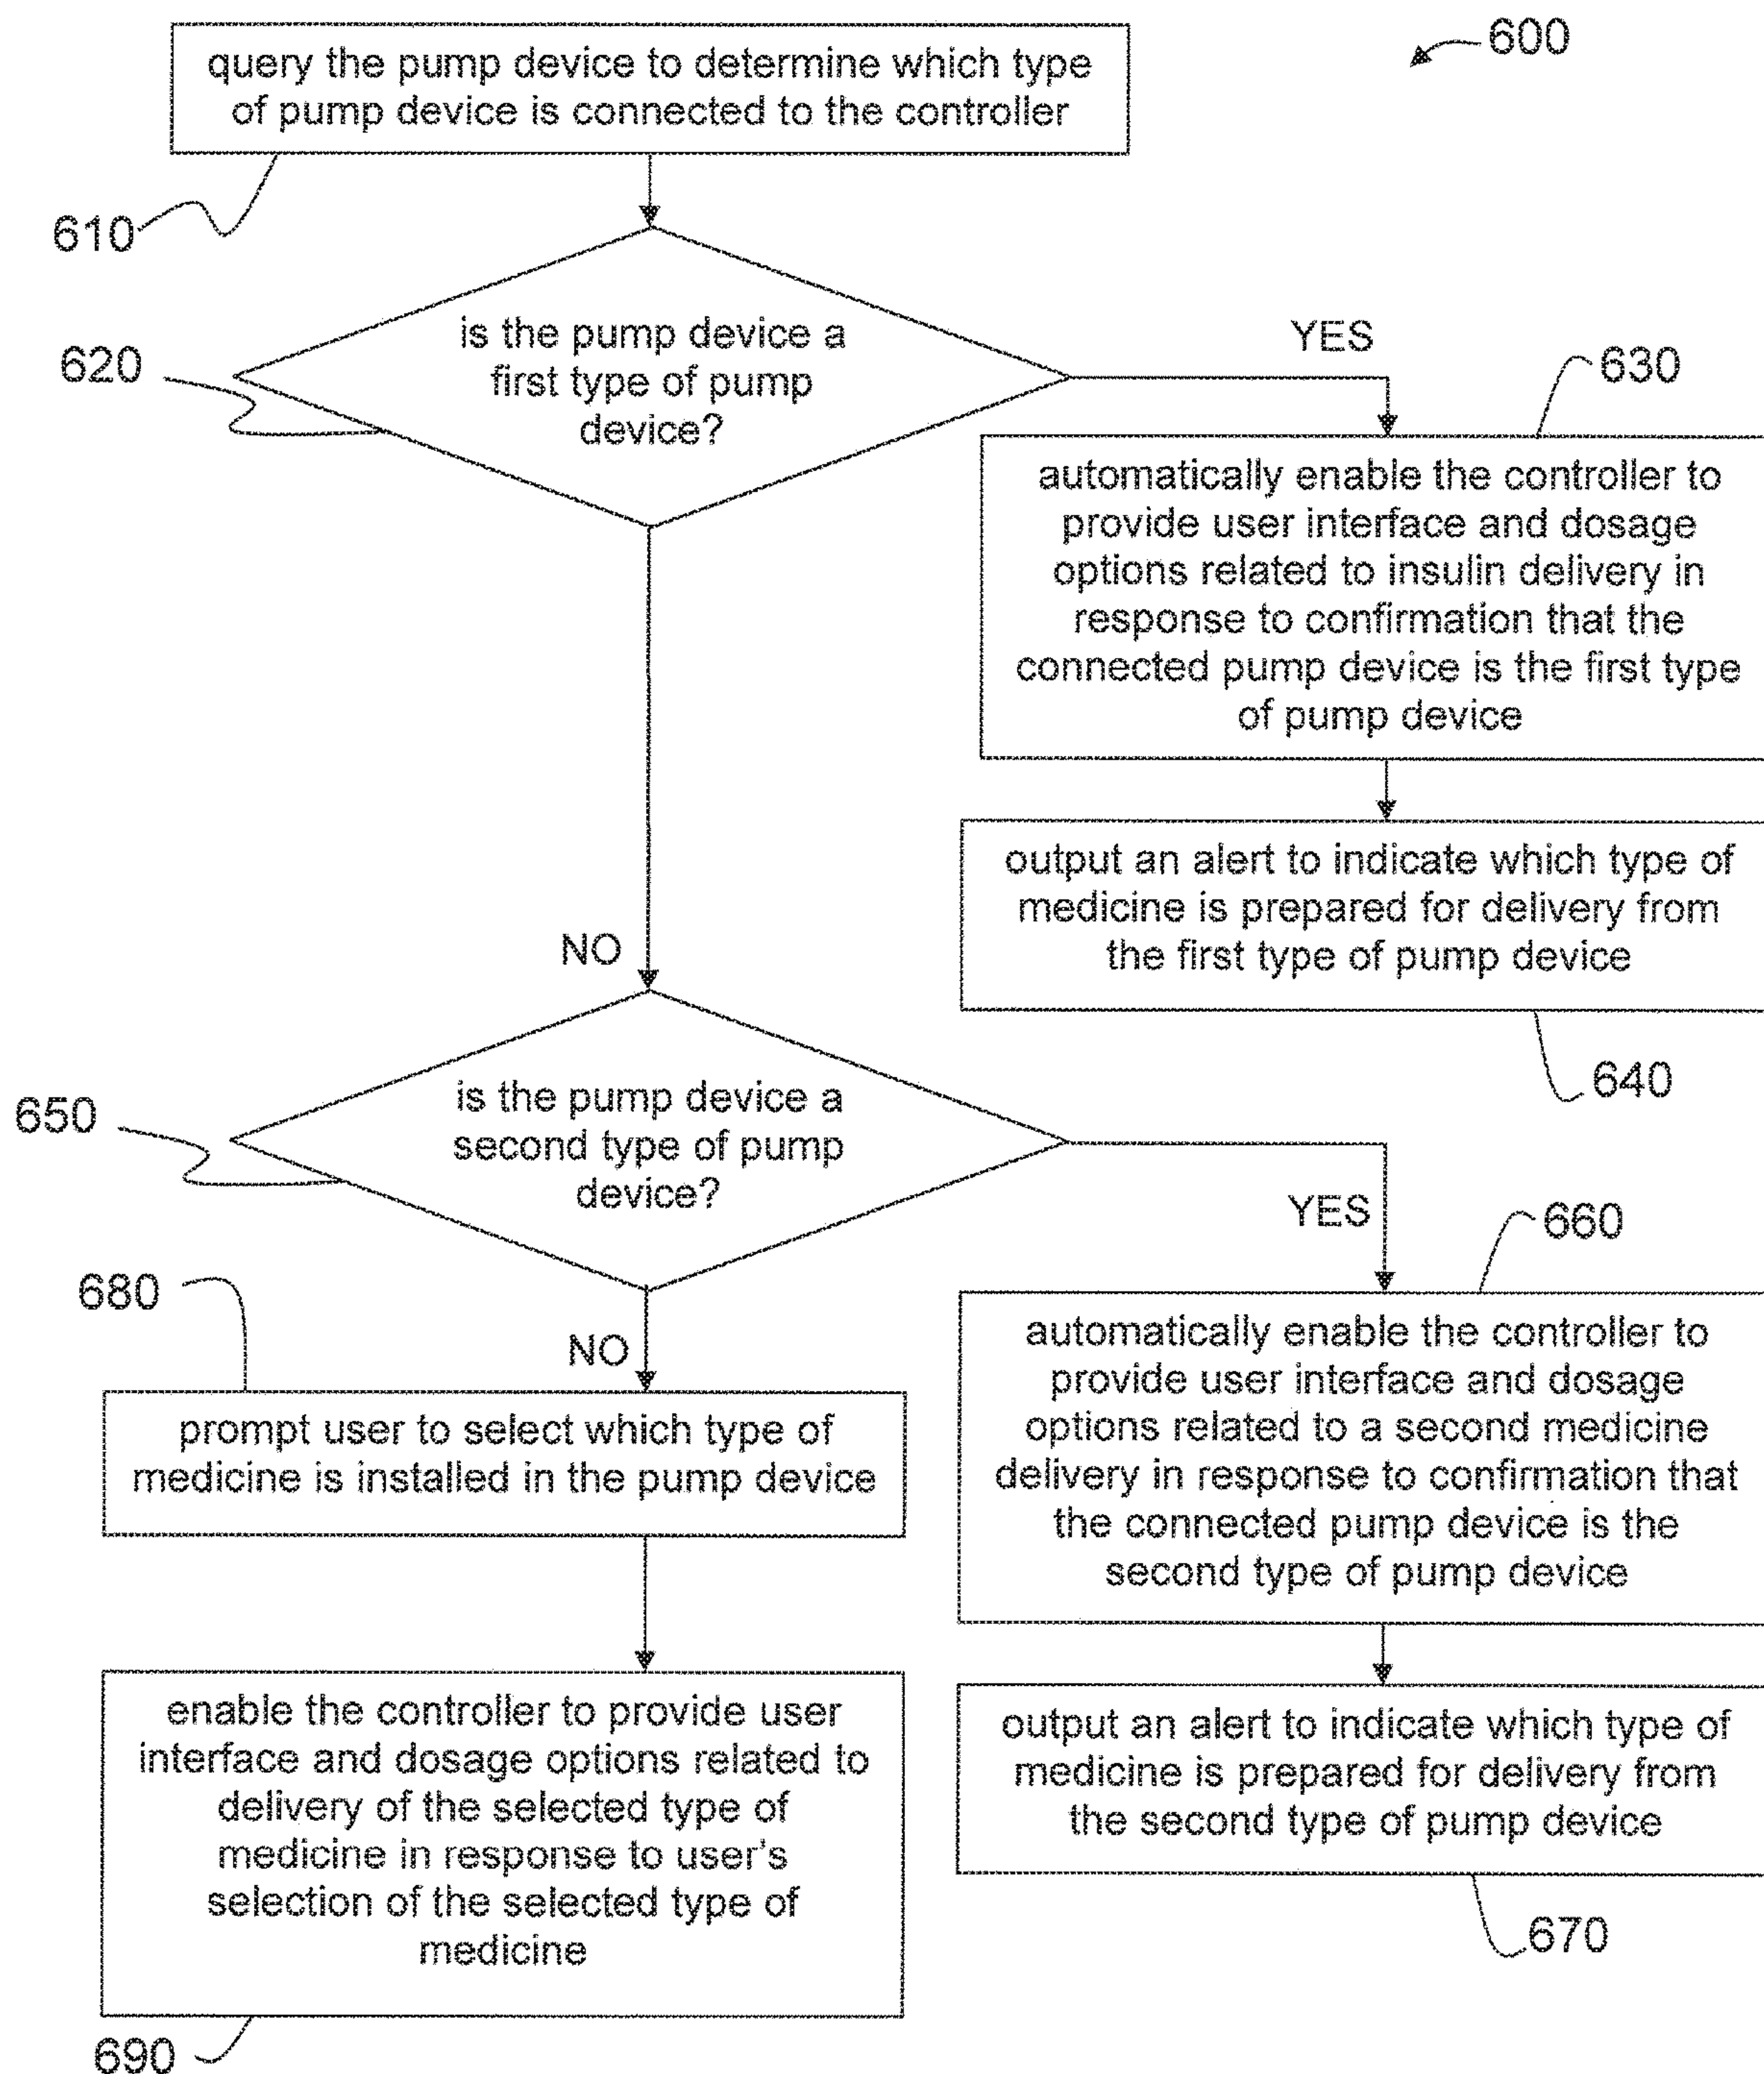 600
query the pump device to determine which type
of pump device is connected to the controller
610
is the pump device a
first type of pump
device?
620
YES
630
automatically enable the controller to
provide user interface and dosage
options related to insulin delivery in
response to confirmation that the
connected pump device is the first type
of pump device
output an alert to indicate which type of
medicine is prepared for delivery from
the first type of pump device
640
NO
650
is the pump device a
second type of pump
device?
YES
660
automatically enable the controller to
provide user interface and dosage
options related to a second medicine
delivery in response to confirmation that
the connected pump device is the
second type of pump device
output an alert to indicate which type of
medicine is prepared for delivery from
the second type of pump device
670
680
NO
prompt user to select which type of
medicine is installed in the pump device
enable the controller to provide user
interface and dosage options related to
delivery of the selected type of
medicine in response to user's
selection of the selected type of
medicine
690